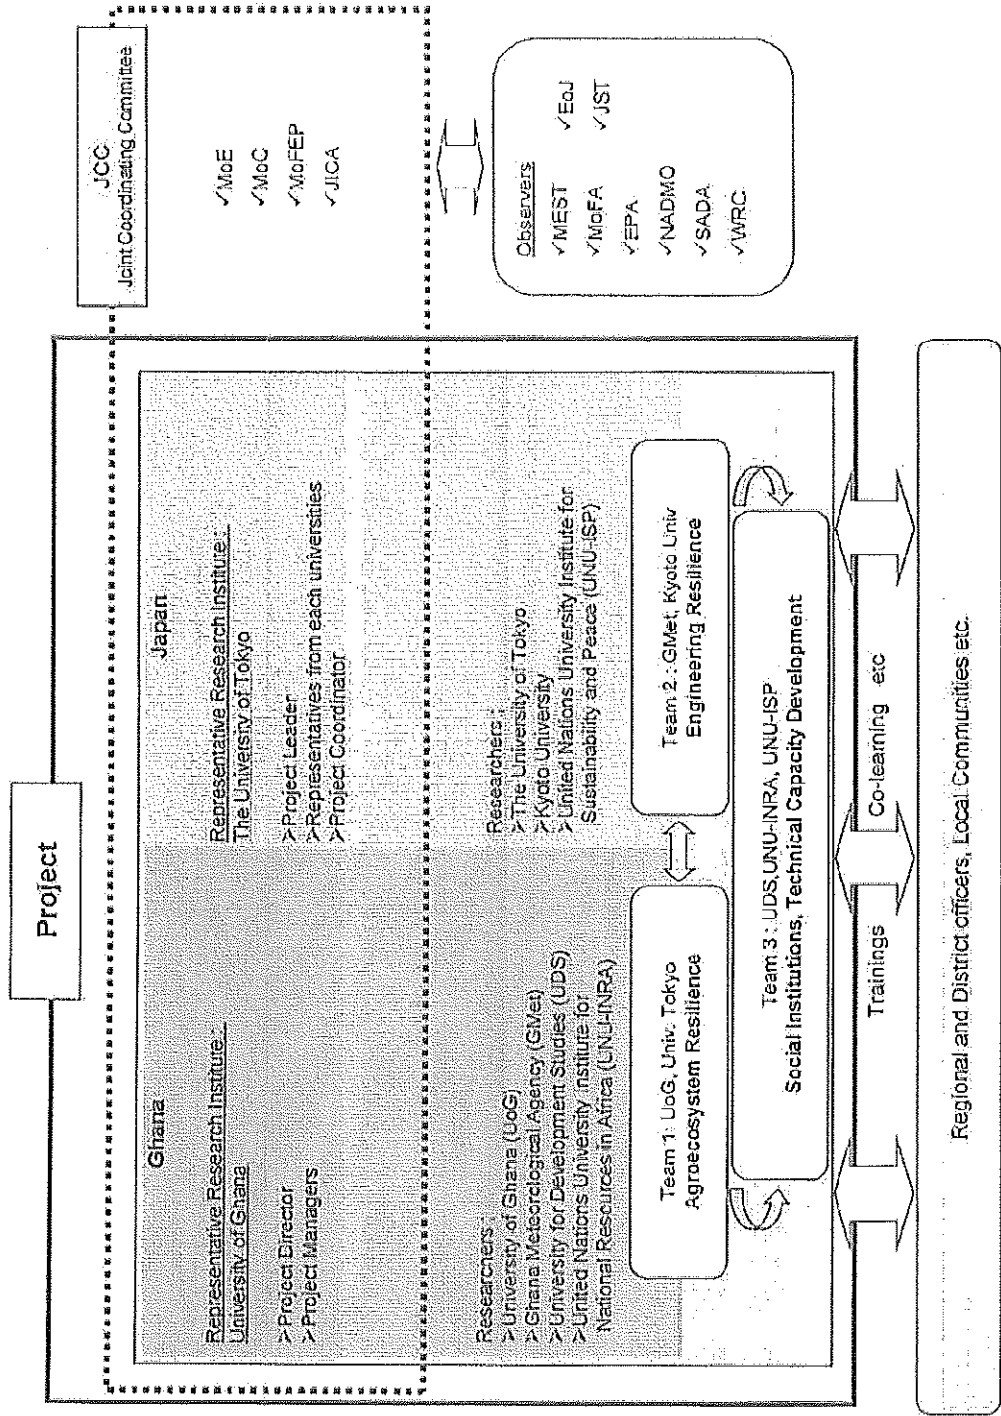 Project
JCC
Joint Coordinating Committee
✓MoE
✓MoC
✓MoFEP
✓JICA
Observers
✓MEST
✓MoFA
✓EPA
✓NADMO
✓SADA
✓WRC
✓EoJ
✓JST
Ghana
Representative Research Institute :
University of Ghana
➢Project Director
➢Project Managers
Japan
Representative Research Institute :
The University of Tokyo
➢Project Leader
➢Representatives from each universities
➢Project Coordinator
Researchers :
➢University of Ghana (UoG)
➢Ghana Meteorological Agency (GMet)
➢University for Development Studies (UDS)
➢United Nations University Institute for
National Resources in Africa (UNU-INRA)
Researchers :
➢The University of Tokyo
➢Kyoto University
➢United Nations University Institute for
Sustainability and Peace (UNU-ISP)
Team 1 : UoG, Univ. Tokyo
Agroecosystem Resilience
Team 2 : GMet, Kyoto Univ
Engineering Resilience
Team 3 : UDS, UNU-INRA, UNU-ISP
Social Institutions, Technical Capacity Development
Trainings
Co-learning etc
Regional and District officers, Local Communities etc.